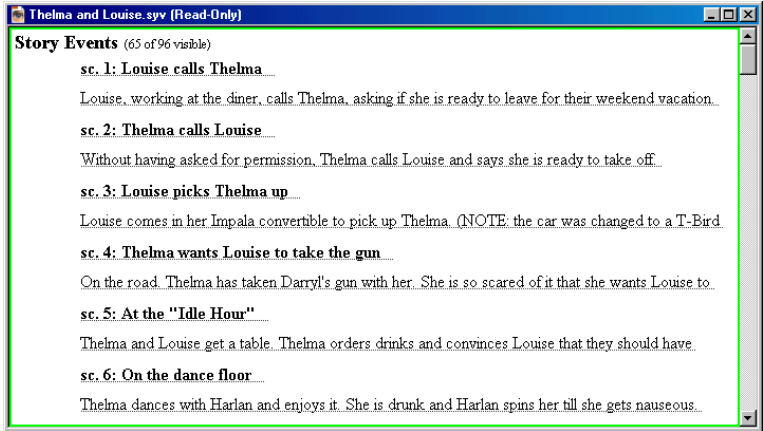 Thelma and Louise.syv (Read-Only)
Story Events (65 of 96 visible)
sc. 1: Louise calls Thelma
Louise, working at the diner, calls Thelma, asking if she is ready to leave for their weekend vacation.
sc. 2: Thelma calls Louise
Without having asked for permission, Thelma calls Louise and says she is ready to take off.
sc. 3: Louise picks Thelma up
Louise comes in her Impala convertible to pick up Thelma. (NOTE: the car was changed to a T-Bird
sc. 4: Thelma wants Louise to take the gun
On the road. Thelma has taken Darryl's gun with her. She is so scared of it that she wants Louise to
sc. 5: At the "Idle Hour"
Thelma and Louise get a table. Thelma orders drinks and convinces Louise that they should have
sc. 6: On the dance floor
Thelma dances with Harlan and enjoys it. She is drunk and Harlan spins her till she gets nauseous.